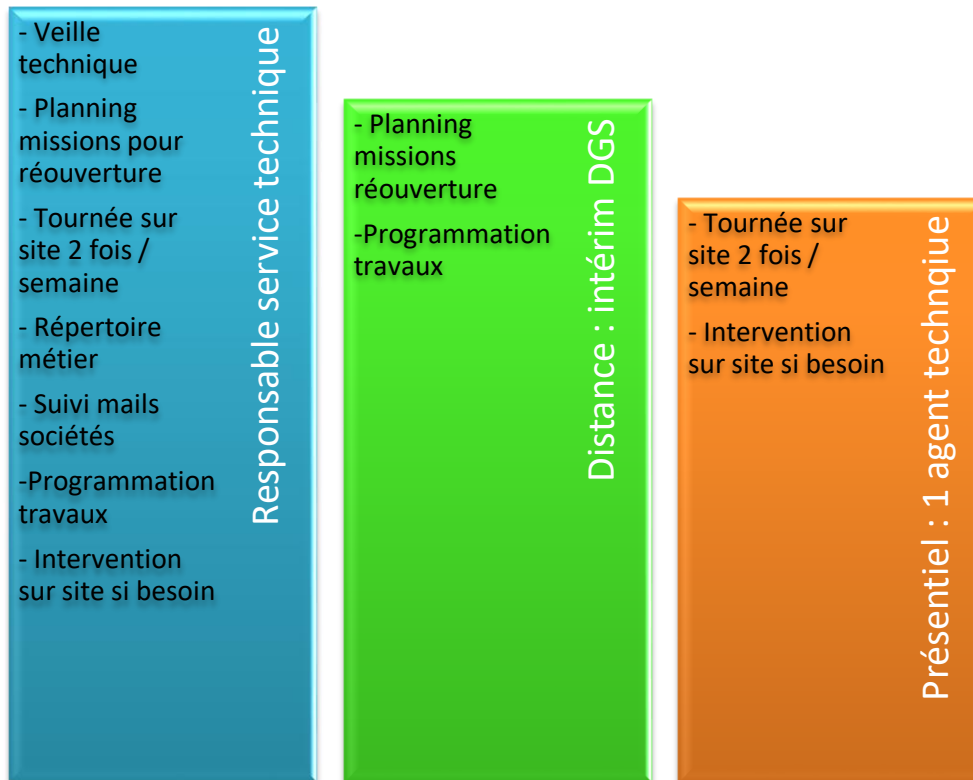 - Veille
technique
- Planning
missions pour
réouverture
- Tournée sur
site 2 fois /
semaine
- Répertoire
métier
- Suivi mails
sociétés
-Programmation
travaux
- Intervention
sur site si besoin
Responsable service technique
- Planning
missions
réouverture
-Programmation
travaux
Distance : intérim DGS
- Tournée sur
site 2 fois /
semaine
- Intervention
sur site si besoin
Présentiel : 1 agent technqiue